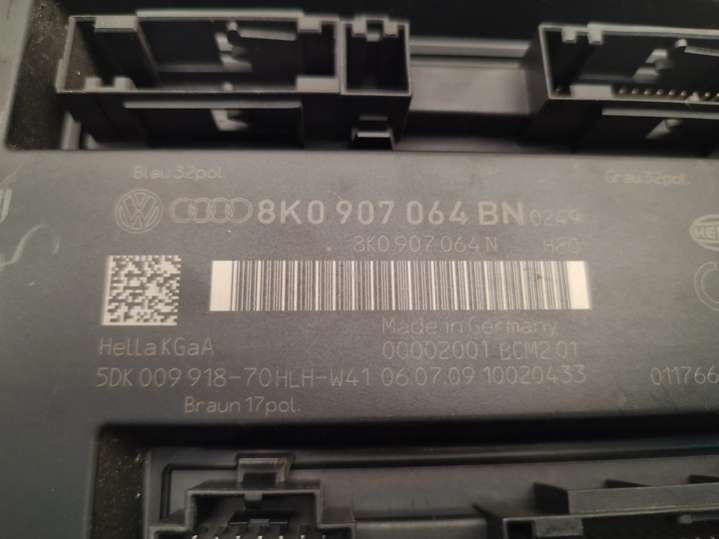 Blau 32pol.
Grau 32pol.
8K0 907 064 BN 0249
8K0 907 064 N
HELLA
Made in Germany
Hella KGaA
00002001 BCM2 01
5DK 009 918-70 HLH-W41 06.07.09 10020433
011766
Braun 17pol.